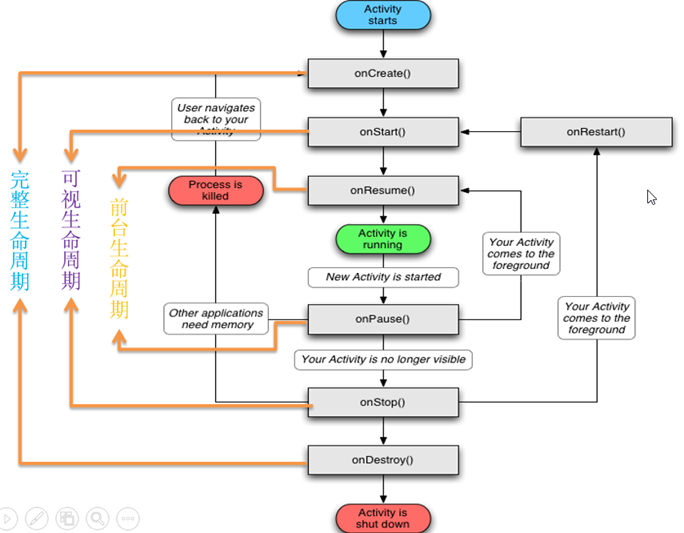 Activity
starts
onCreate()
User navigates
back to your
Activity
onStart()
onRestart()
Process is
killed
onResume()
Activity is
running
New Activity is started
Your Activity
comes to the
foreground
Other applications
need memory
onPause()
Your Activity
comes to the
foreground
Your Activity is no longer visible
onStop()
onDestroy()
Activity is
shut down
完整生命周期
可视生命周期
前台生命周期